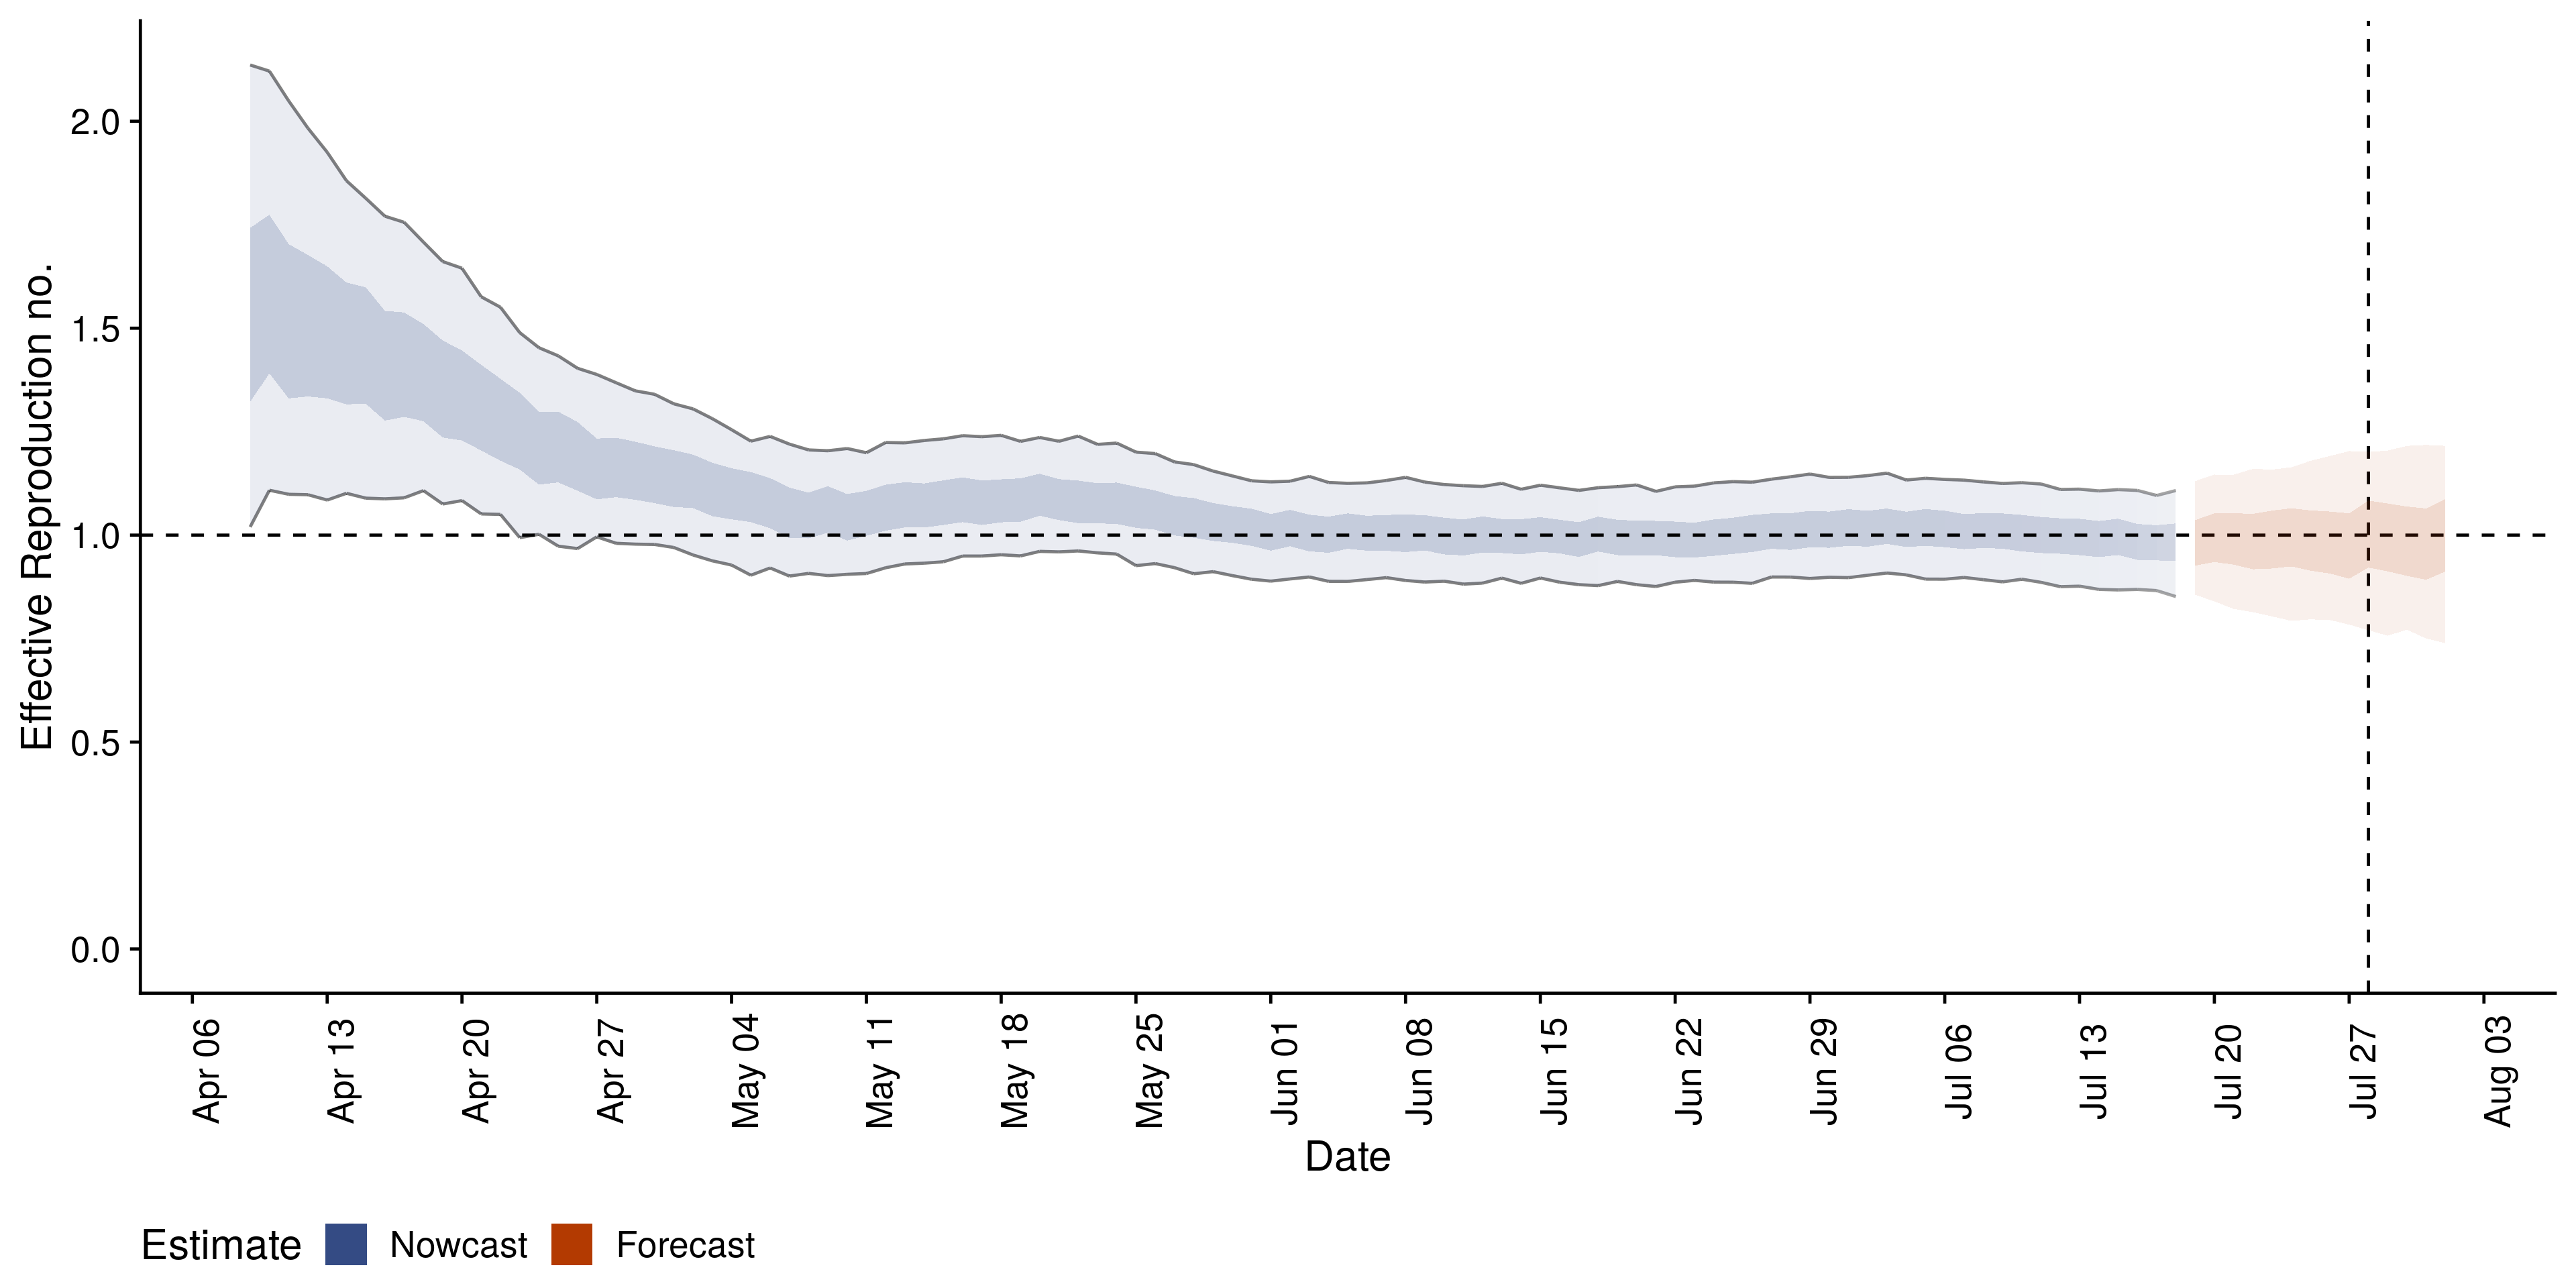 Effective Reproduction no.
2.0
1.5
1.0
0.5
0.0
Apr 06
Apr 13
Apr 20
Apr 27
May 04
May 11
May 18
May 25
Jun 01
Jun 08
Jun 15
Jun 22
Jun 29
Jul 06
Jul 13
Jul 20
Jul 27
Aug 03
Date
Estimate Nowcast Forecast